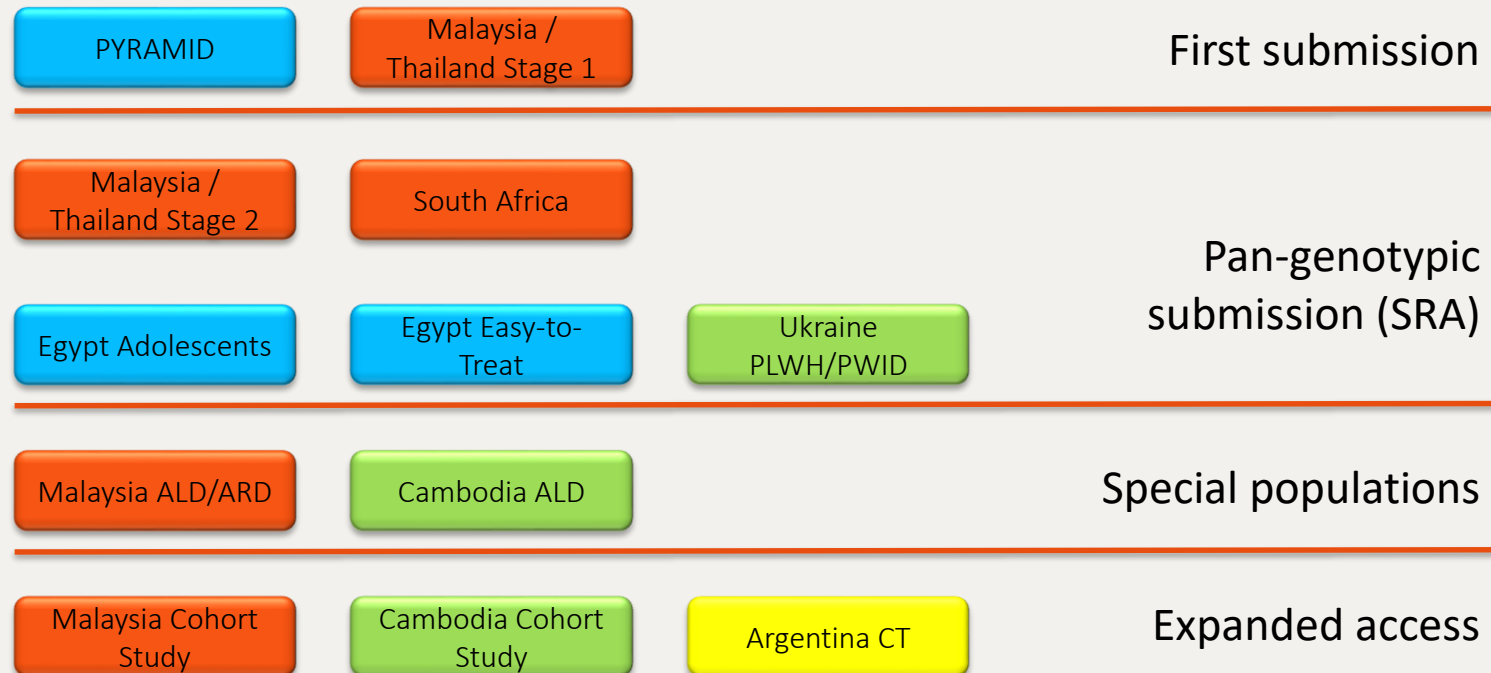 PYRAMID
Malaysia /
Thailand Stage 1
First submission
Malaysia /
Thailand Stage 2
South Africa
Pan-genotypic
submission (SRA)
Egypt Adolescents
Egypt Easy-to-
Treat
Ukraine
PLWH/PWID
Malaysia ALD/ARD
Cambodia ALD
Special populations
Malaysia Cohort
Study
Cambodia Cohort
Study
Argentina CT
Expanded access